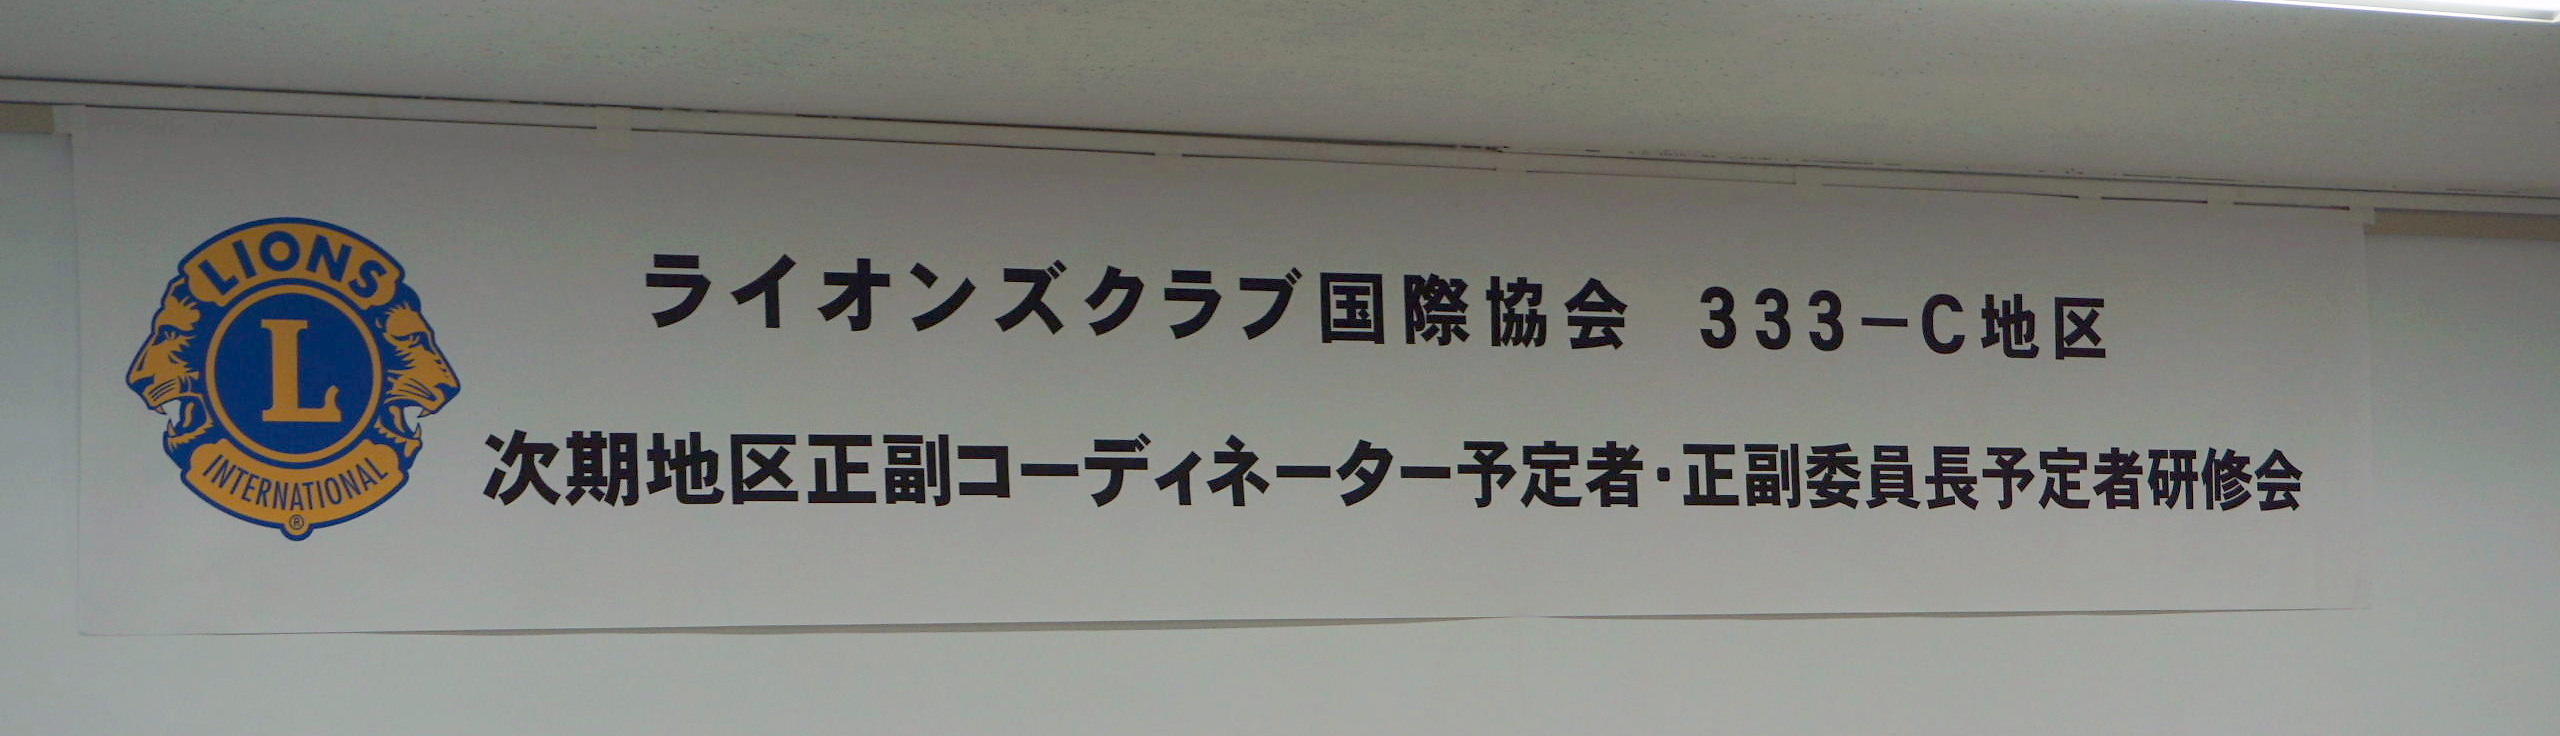 LIONS
L
INTERNATIONAL
®
ライオンズクラブ国際協会 333-C地区
次期地区正副コーディネーター予定者・正副委員長予定者研修会